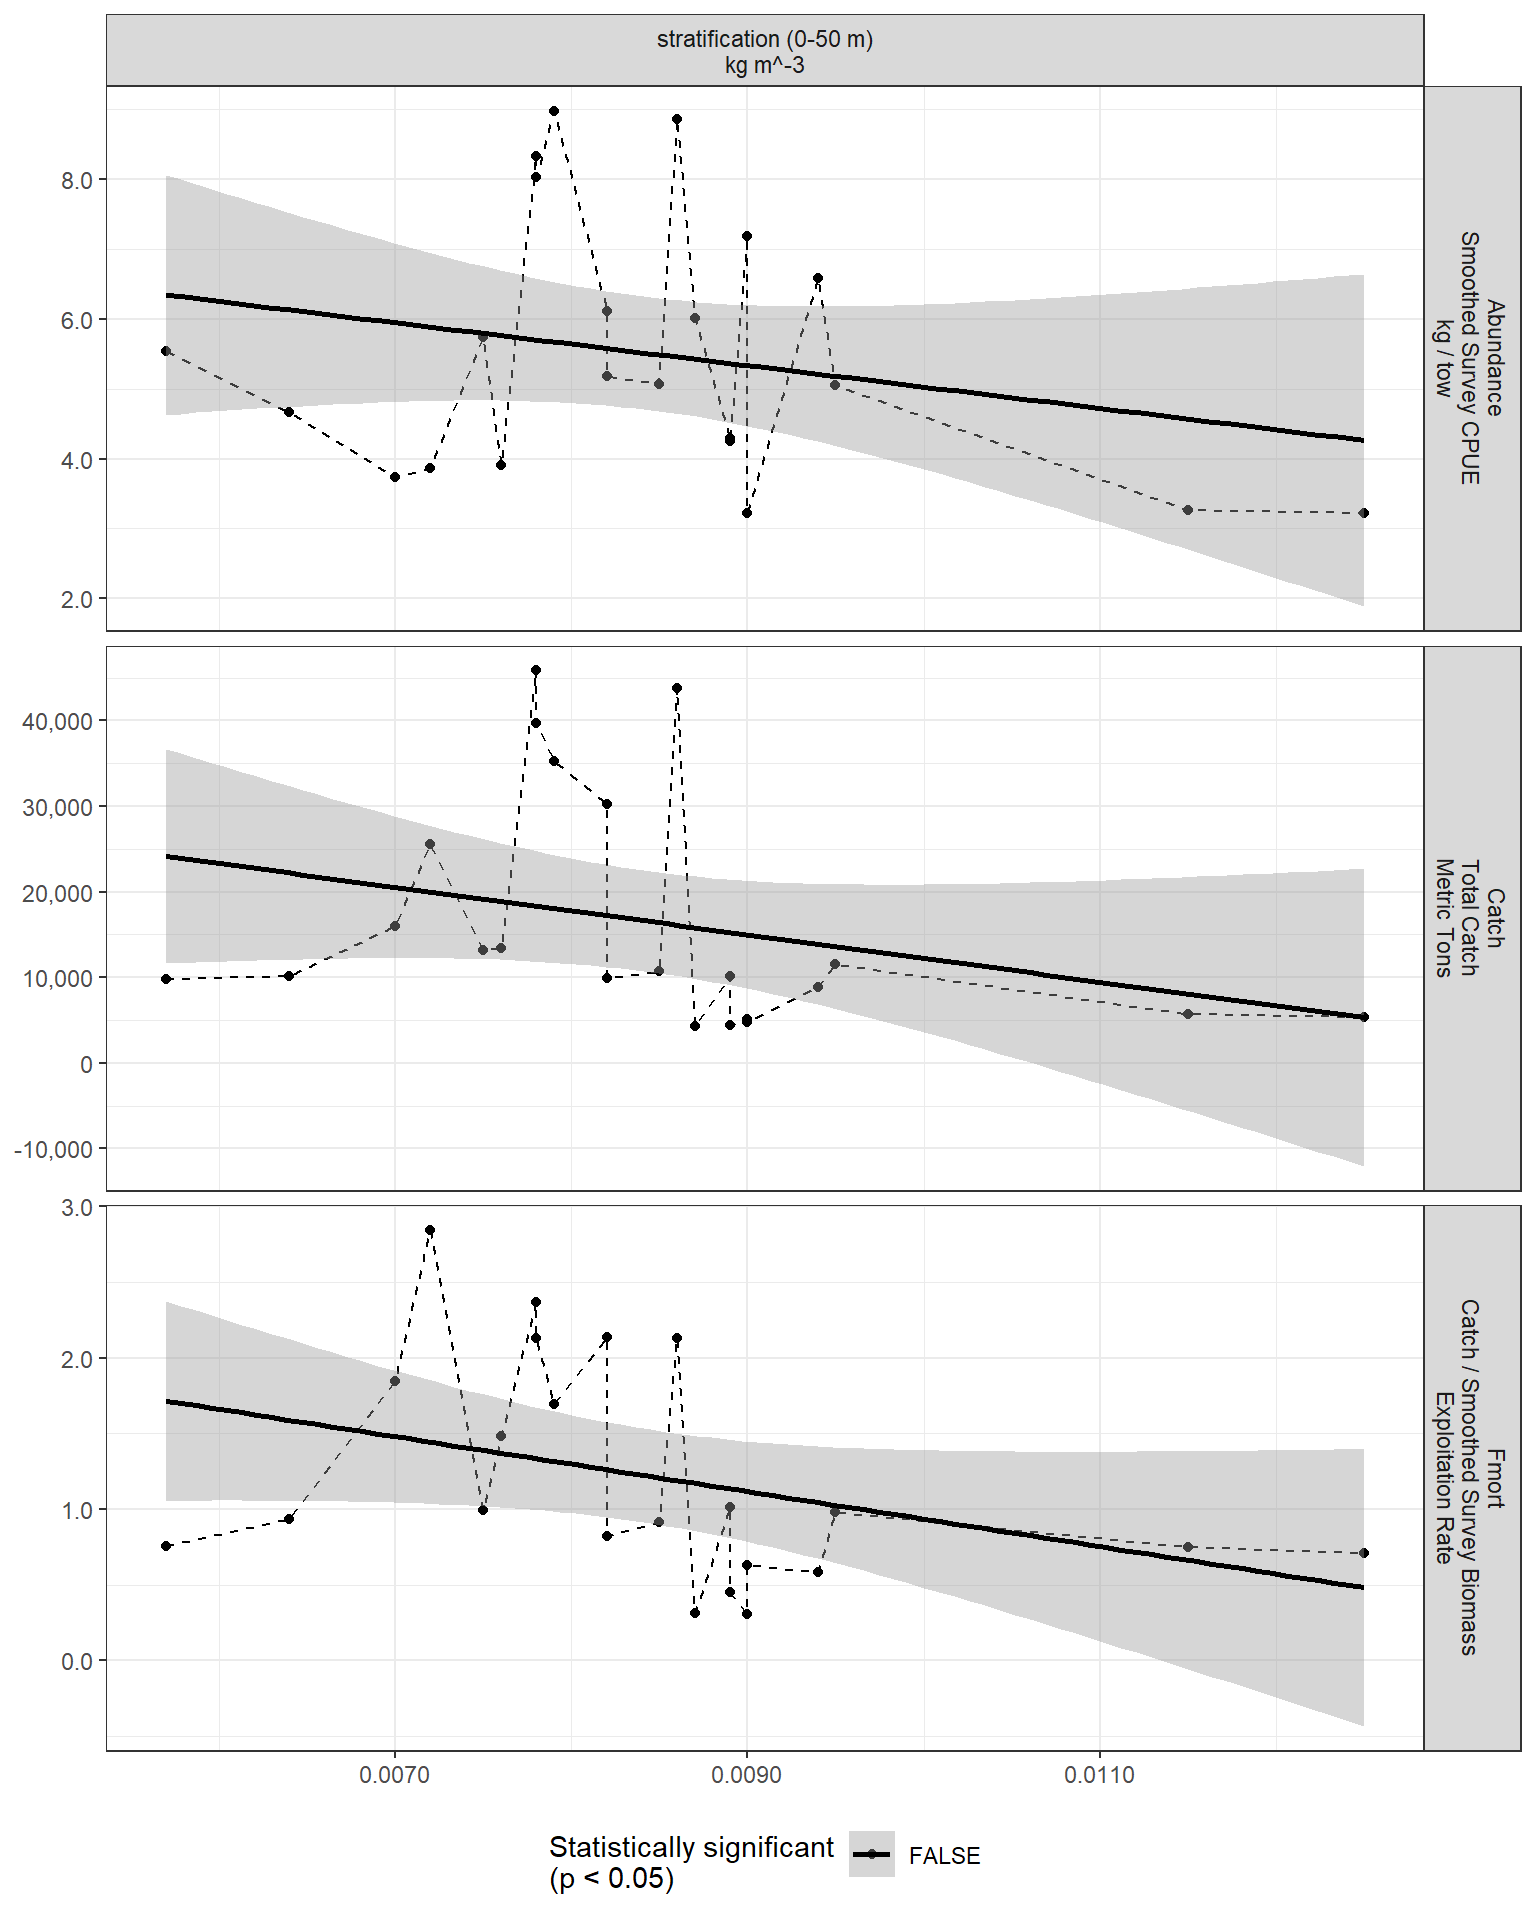 stratification (0-50 m)
kg m^-3
8.0
6.0
4.0
2.0
Abundance
Smoothed Survey CPUE
kg / tow
40,000
30,000
20,000
10,000
0
-10,000
Catch
Total Catch
Metric Tons
3.0
2.0
1.0
0.0
Fmort
Catch / Smoothed Survey Biomass
Exploitation Rate
0.0070
0.0090
0.0110
Statistically significant
(p < 0.05)
FALSE